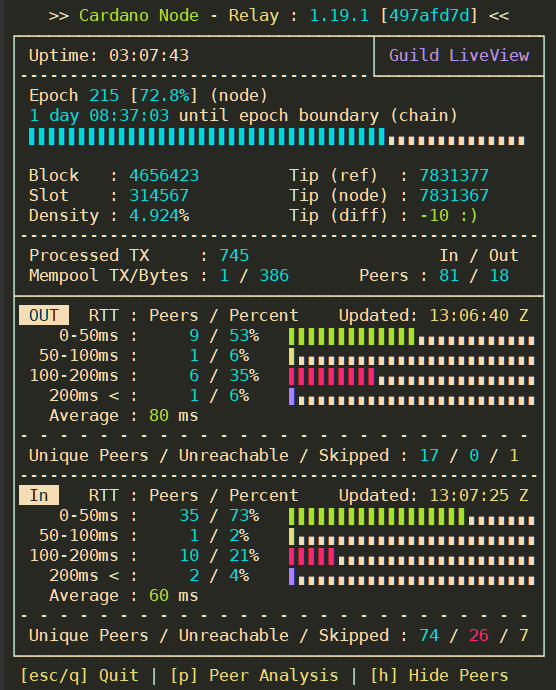 >> Cardano Node - Relay : 1.19.1 [497afd7d] <<
Uptime: 03:07:43 Guild LiveView
Epoch 215 [72.8%] (node)
1 day 08:37:03 until epoch boundary (chain)
Block : 4656423 Tip (ref) : 7831377
Slot : 314567 Tip (node) : 7831367
Density : 4.924% Tip (diff) : -10 :)
Processed TX : 745 In / Out
Mempool TX/Bytes : 1 / 386 Peers : 81 / 18
OUT RTT : Peers / Percent Updated: 13:06:40 Z
0-50ms : 9 / 53%
50-100ms : 1 / 6%
100-200ms : 6 / 35%
200ms < : 1 / 6%
Average : 80 ms
Unique Peers / Unreachable / Skipped : 17 / 0 / 1
In RTT : Peers / Percent Updated: 13:07:25 Z
0-50ms : 35 / 73%
50-100ms : 1 / 2%
100-200ms : 10 / 21%
200ms < : 2 / 4%
Average : 60 ms
Unique Peers / Unreachable / Skipped : 74 / 26 / 7
[esc/q] Quit | [p] Peer Analysis | [h] Hide Peers